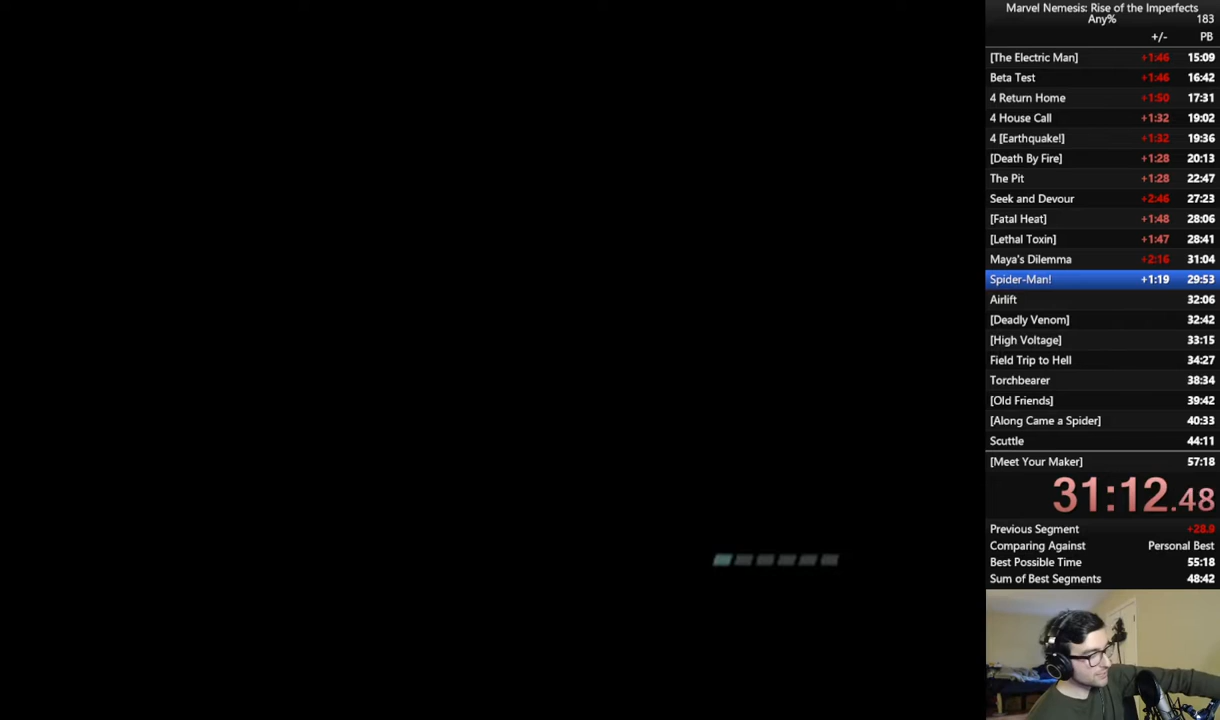 Marvel Nemesis: Rise of the Imperfects
Any% 183
+/- PB
[The Electric Man] +1:46 15:09
Beta Test +1:46 16:42
4 Return Home +1:50 17:31
4 House Call +1:32 19:02
4 [Earthquake!] +1:32 19:36
[Death By Fire] +1:28 20:13
The Pit +1:28 22:47
Seek and Devour +2:46 27:23
[Fatal Heat] +1:48 28:06
[Lethal Toxin] +1:47 28:41
Maya's Dilemma +2:16 31:04
Spider-Man! +1:19 29:53
Airlift 32:06
[Deadly Venom] 32:42
[High Voltage] 33:15
Field Trip to Hell 34:27
Torchbearer 38:34
[Old Friends] 39:42
[Along Came a Spider] 40:33
Scuttle 44:11
[Meet Your Maker] 57:18
31:12.48
Previous Segment +28.9
Comparing Against Personal Best
Best Possible Time 55:18
Sum of Best Segments 48:42